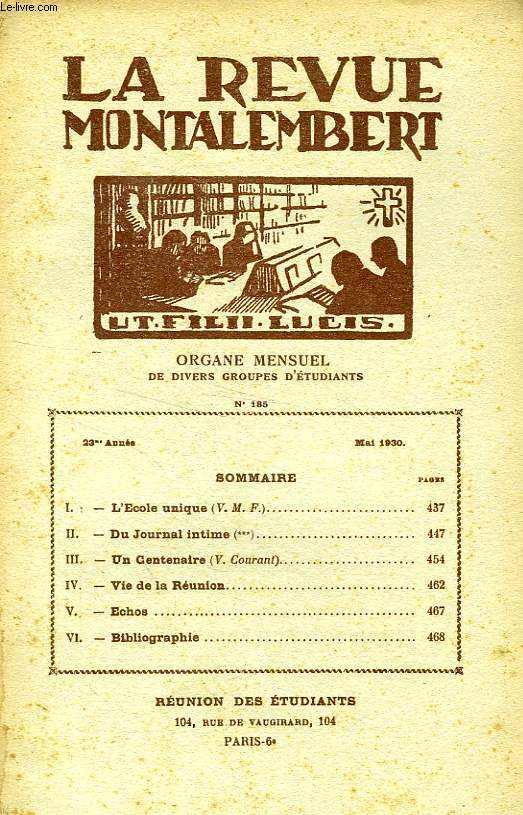 Le-livre.com
LA REVUE
MONTALEMBERT
UT. FILII. LUCIS.
ORGANE MENSUEL
DE DIVERS GROUPES D'ÉTUDIANTS
N° 185
23me Année Mai 1930.
SOMMAIRE PAGES
I. — L'Ecole unique (V. M. F.)........................ 437
II. — Du Journal intime (***)........................ 447
III. — Un Centenaire (V. Courant)........................ 454
IV. — Vie de la Réunion........................ 462
V. — Echos ........................ 467
VI. — Bibliographie ........................ 468
RÉUNION DES ÉTUDIANTS
104, RUE DE VAUGIRARD, 104
PARIS-6e